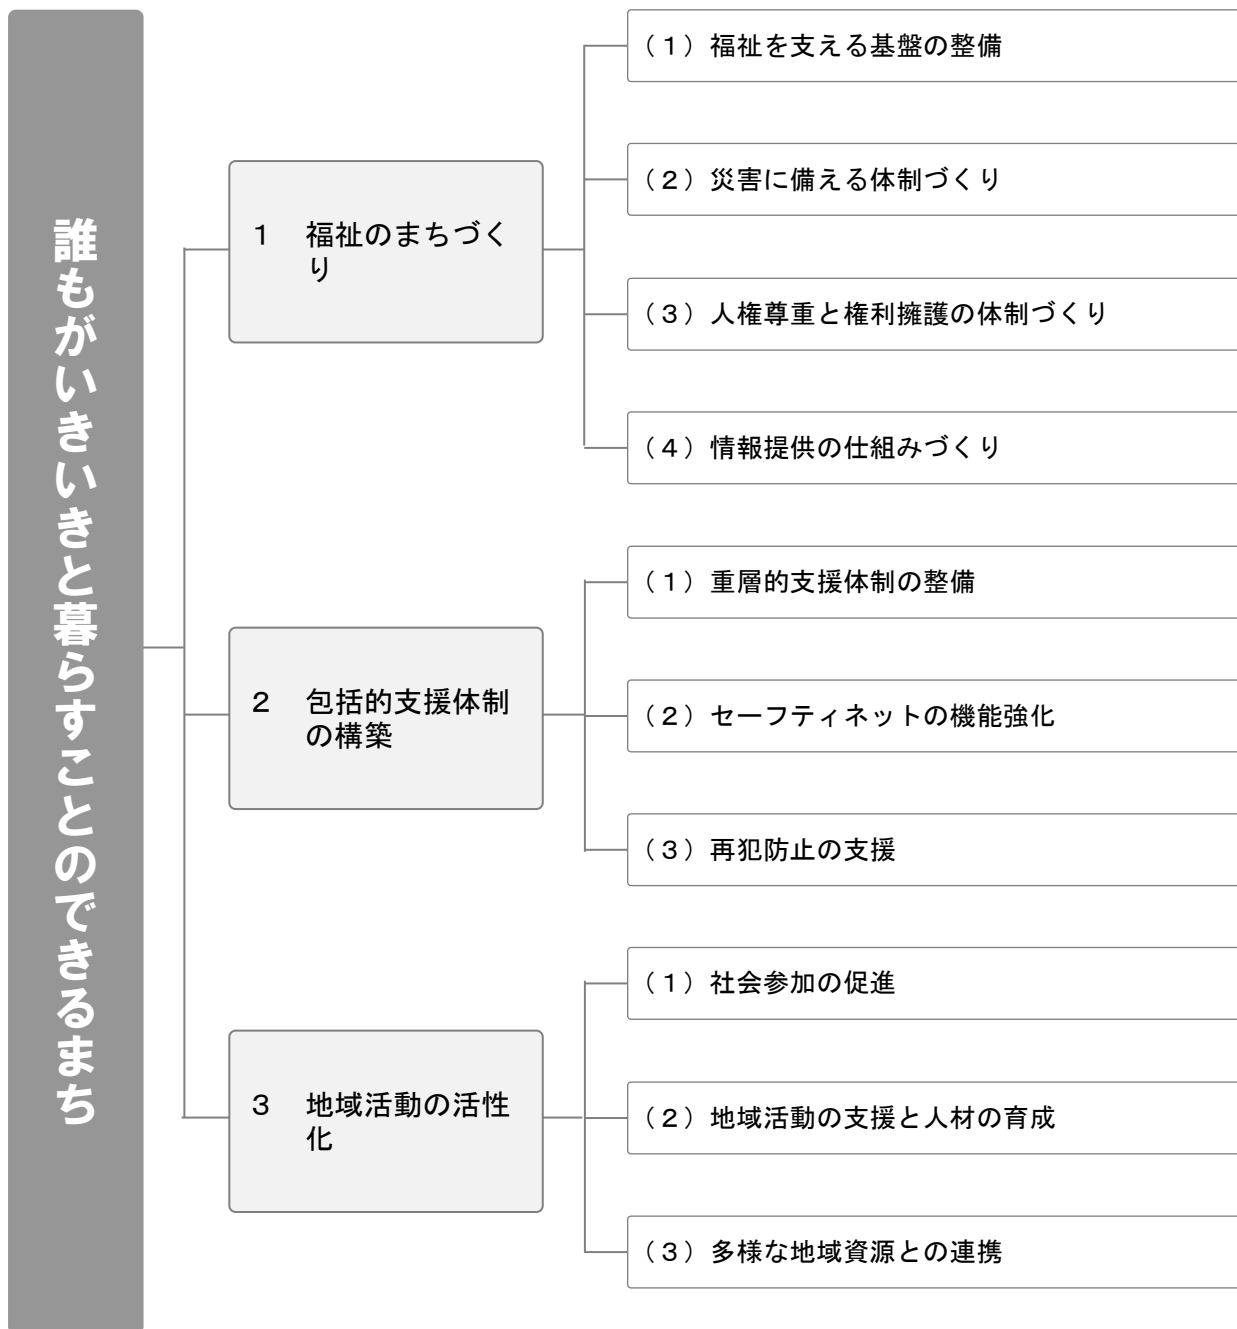 誰もがいきいきと暮らすことのできるまち
１　福祉のまちづく
り
（１）福祉を支える基盤の整備
（２）災害に備える体制づくり
（３）人権尊重と権利擁護の体制づくり
（４）情報提供の仕組みづくり
２　包括的支援体制
の構築
（１）重層的支援体制の整備
（２）セーフティネットの機能強化
（３）再犯防止の支援
３　地域活動の活性
化
（１）社会参加の促進
（２）地域活動の支援と人材の育成
（３）多様な地域資源との連携